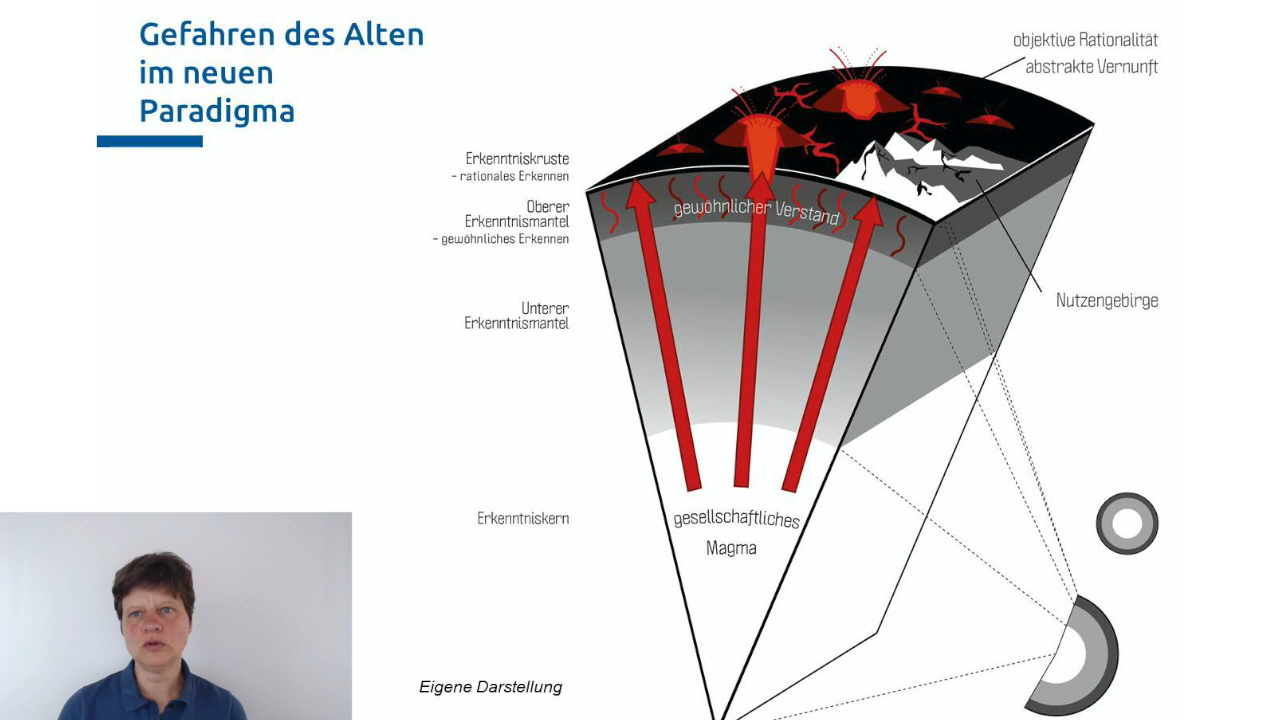 Gefahren des Alten
im neuen
Paradigma
objektive Rationalität
abstrakte Vernunft
Erkenntniskruste
- rationales Erkennen
Oberer
Erkenntnismantel
- gewöhnliches Erkennen
gewöhnlicher Verstand
Unterer
Erkenntnismantel
Nutzengebirge
Erkenntniskern
gesellschaftliches
Magma
Eigene Darstellung